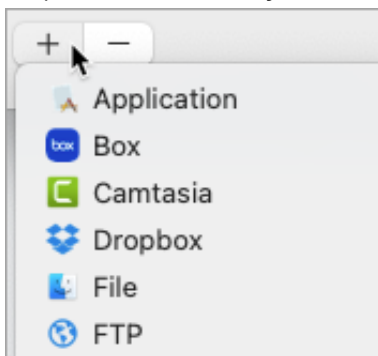 + −
Application
box Box
Camtasia
Dropbox
File
FTP